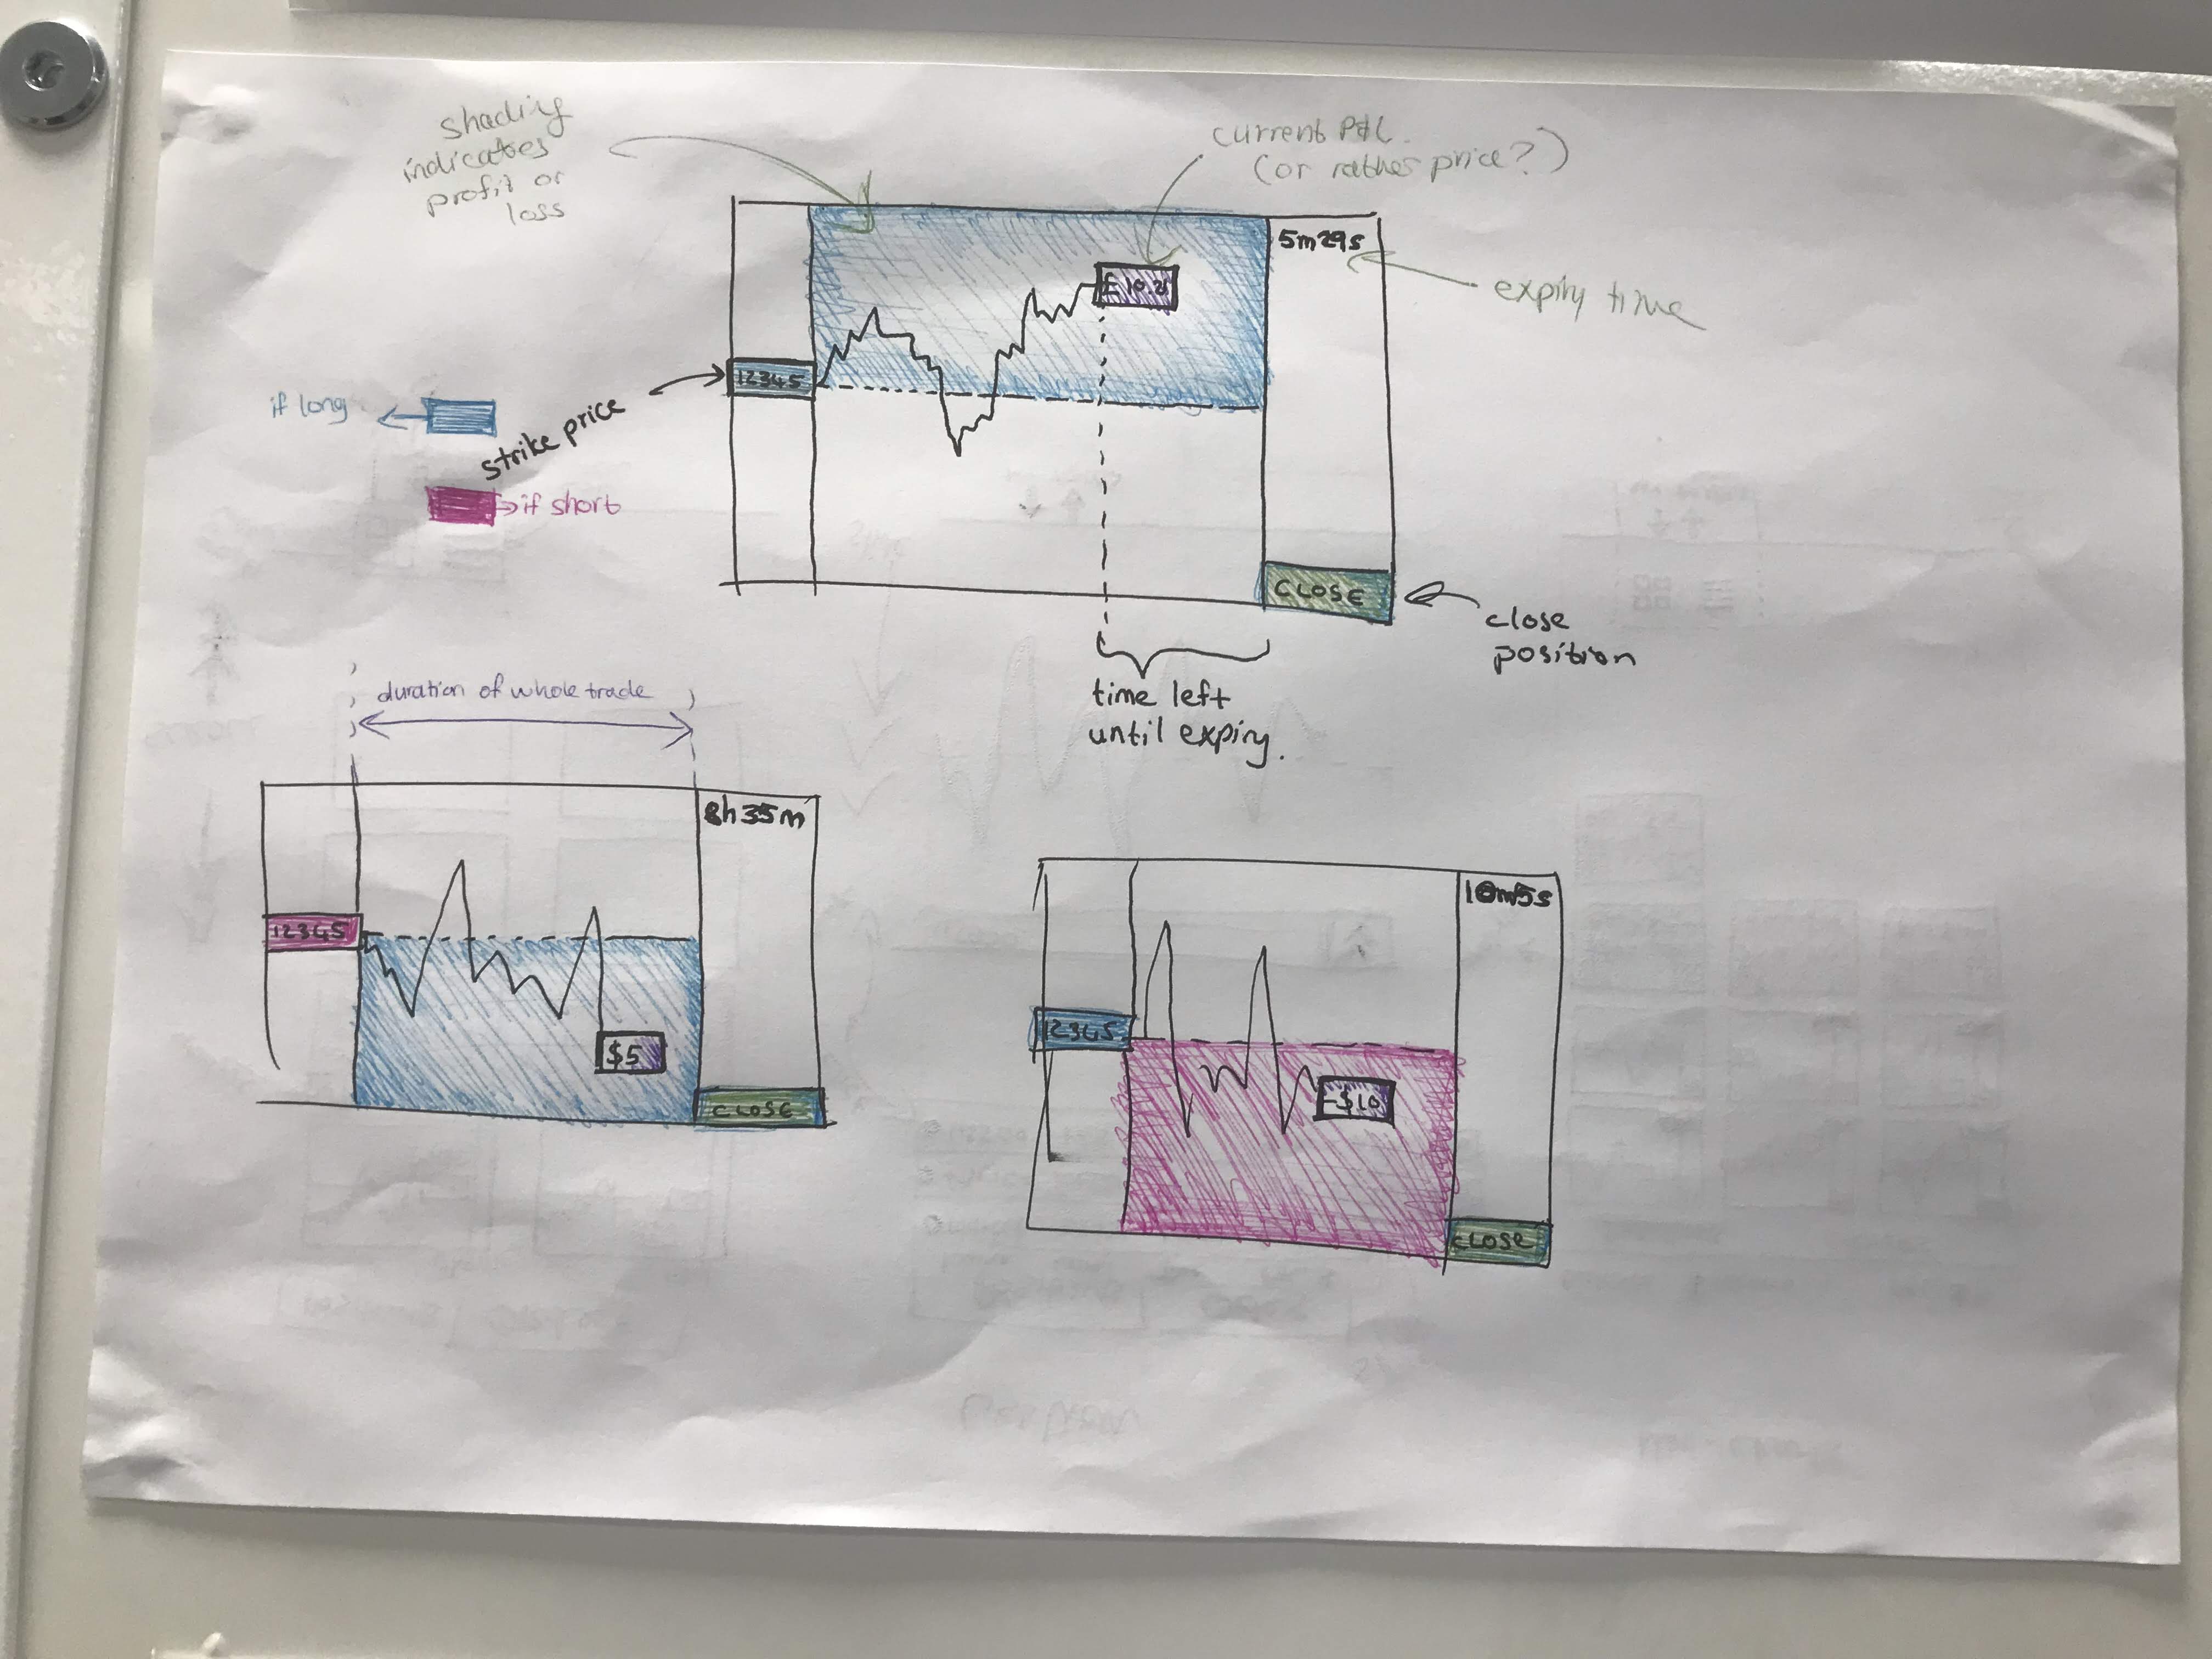 shading
indicates
profit or
loss
current P&L.
(or rather price?)
5m29s
expiry time
£10.2
12345
if long
strike price
if short
CLOSE
close
position
time left
until expiry.
duration of whole trade
8h35m
12345
$5
CLOSE
10m5s
12345
-$10
CLOSE